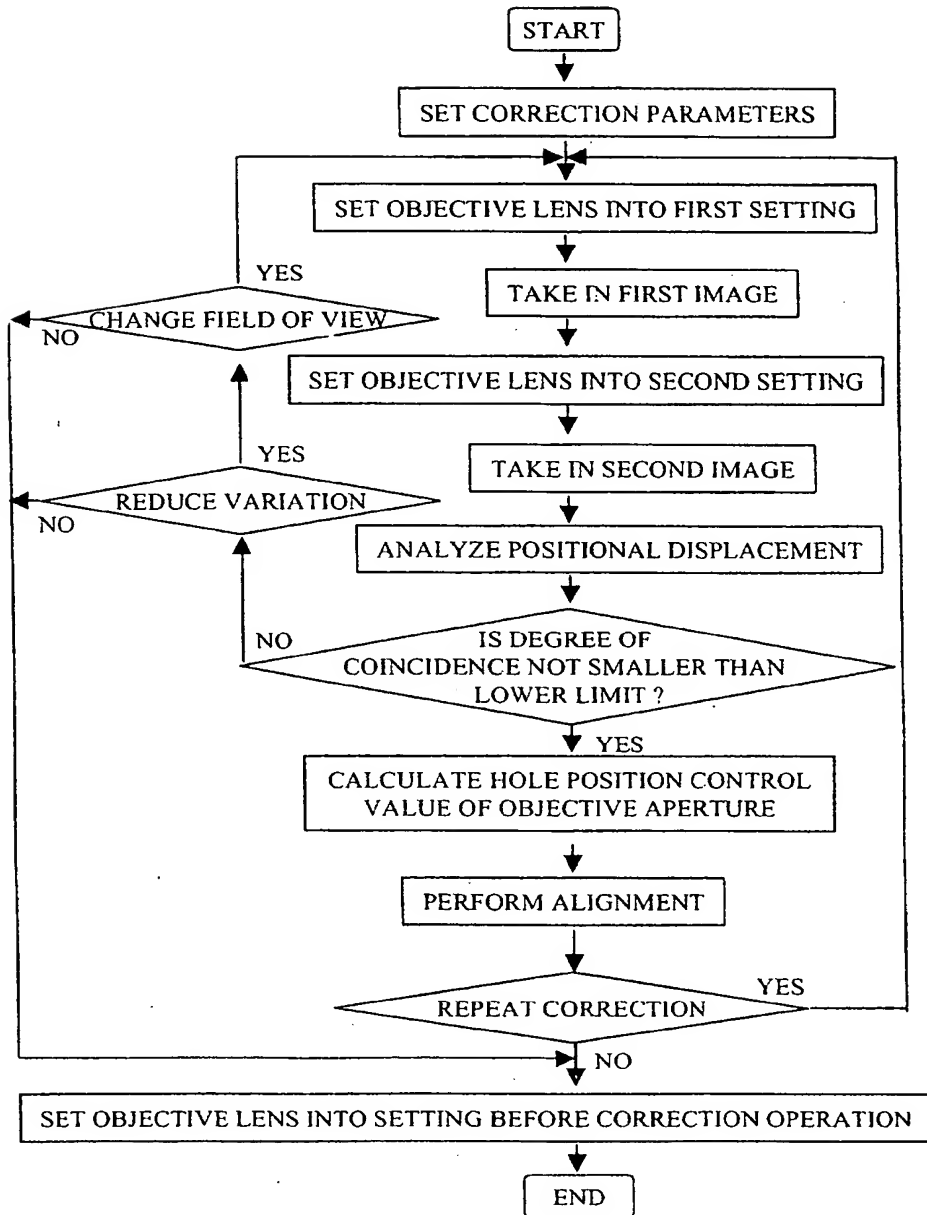 START
SET CORRECTION PARAMETERS
SET OBJECTIVE LENS INTO FIRST SETTING
YES
TAKE IN FIRST IMAGE
CHANGE FIELD OF VIEW
NO
SET OBJECTIVE LENS INTO SECOND SETTING
YES
TAKE IN SECOND IMAGE
REDUCE VARIATION
NO
ANALYZE POSITIONAL DISPLACEMENT
NO
IS DEGREE OF
COINCIDENCE NOT SMALLER THAN
LOWER LIMIT ?
YES
CALCULATE HOLE POSITION CONTROL
VALUE OF OBJECTIVE APERTURE
PERFORM ALIGNMENT
REPEAT CORRECTION
YES
NO
SET OBJECTIVE LENS INTO SETTING BEFORE CORRECTION OPERATION
END